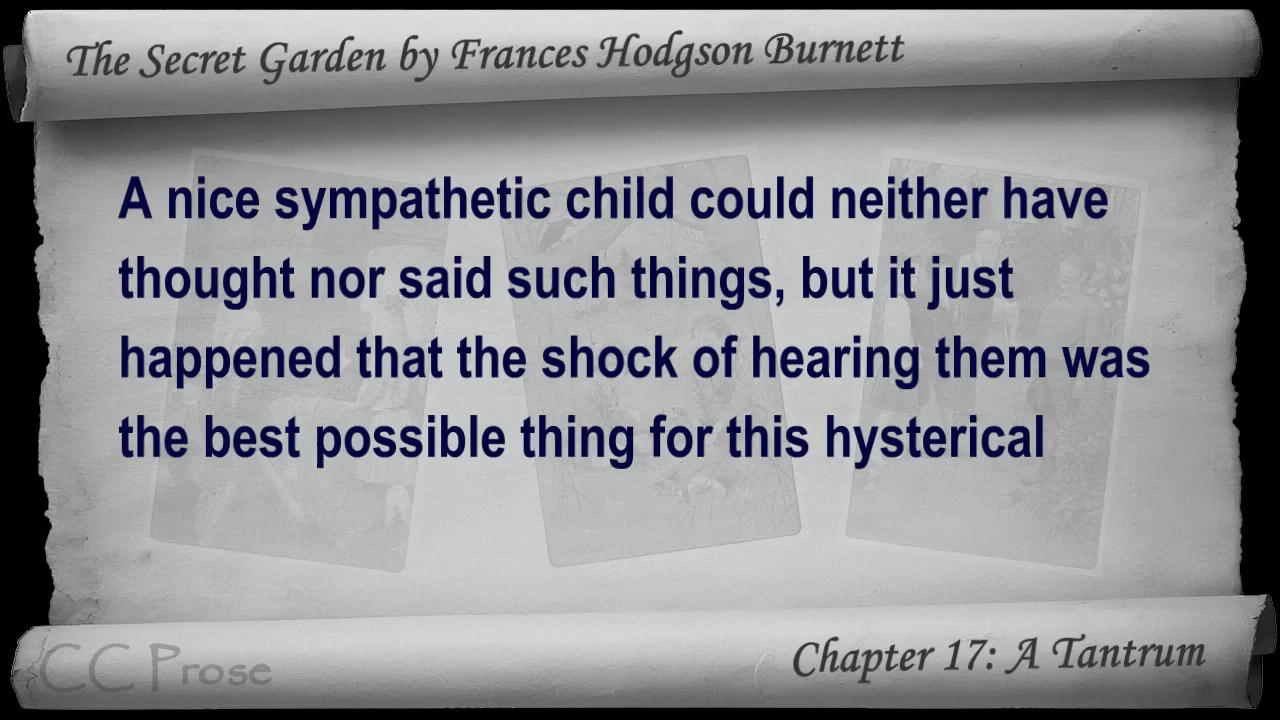 The Secret Garden by Frances Hodgson Burnett
A nice sympathetic child could neither have
thought nor said such things, but it just
happened that the shock of hearing them was
the best possible thing for this hysterical
CC Prose
Chapter 17: A Tantrum